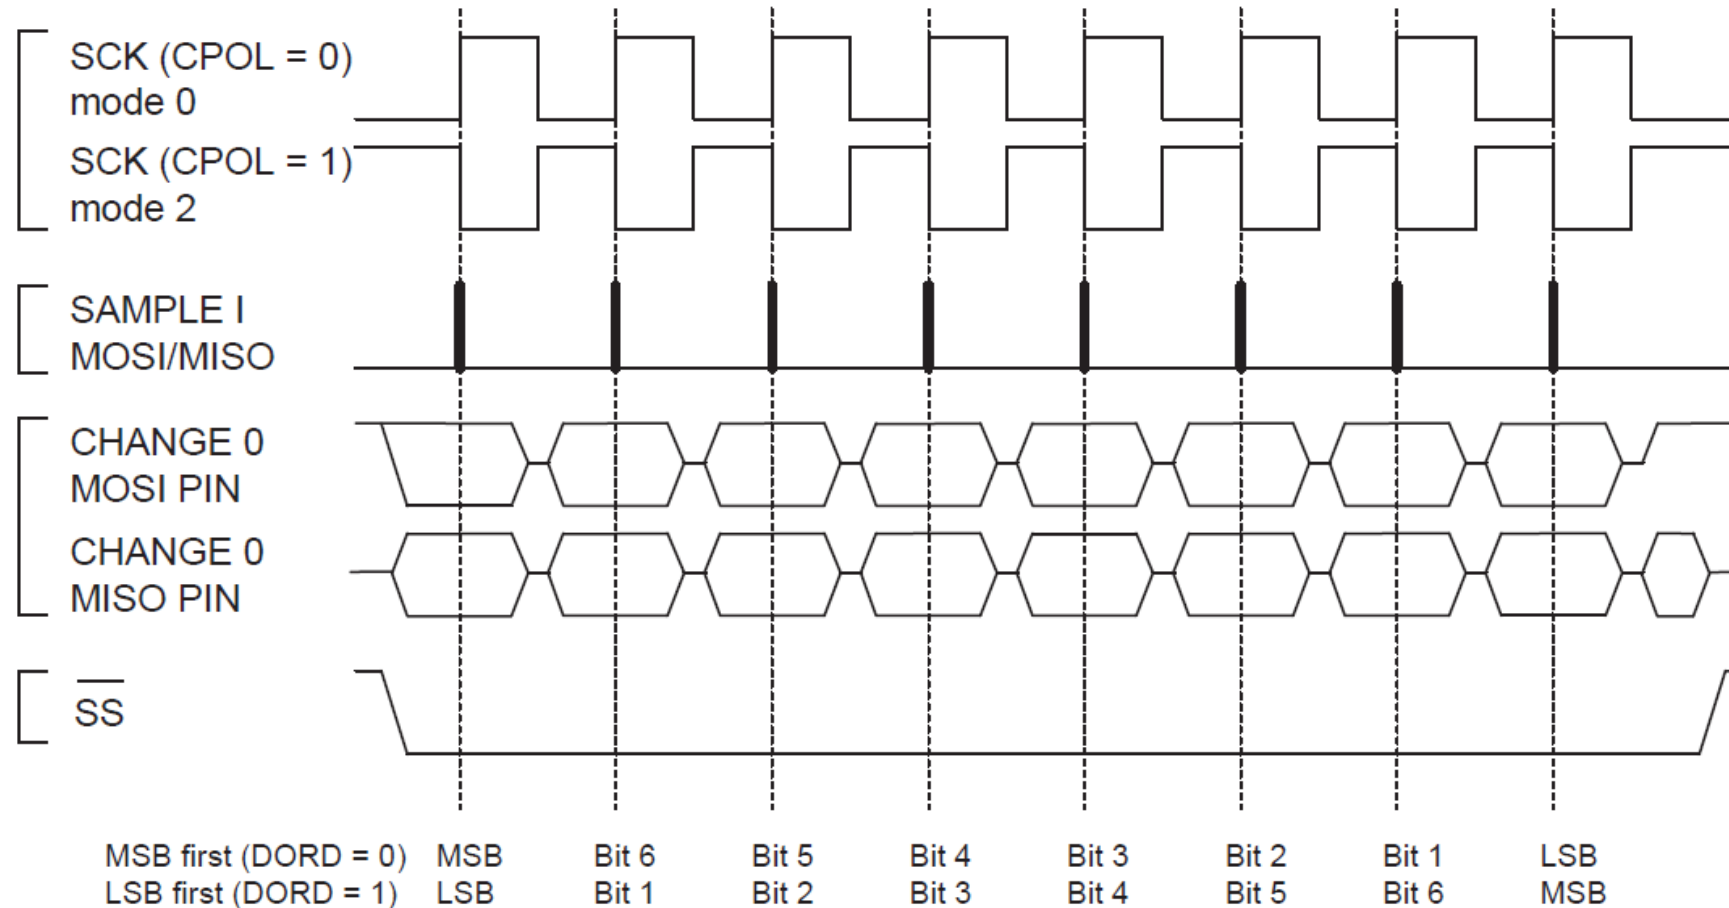 SCK (CPOL = 0)
mode 0
SCK (CPOL = 1)
mode 2
SAMPLE I
MOSI/MISO
CHANGE 0
MOSI PIN
CHANGE 0
MISO PIN
SS
MSB first (DORD = 0) MSB Bit 6 Bit 5 Bit 4 Bit 3 Bit 2 Bit 1 LSB
LSB first (DORD = 1) LSB Bit 1 Bit 2 Bit 3 Bit 4 Bit 5 Bit 6 MSB